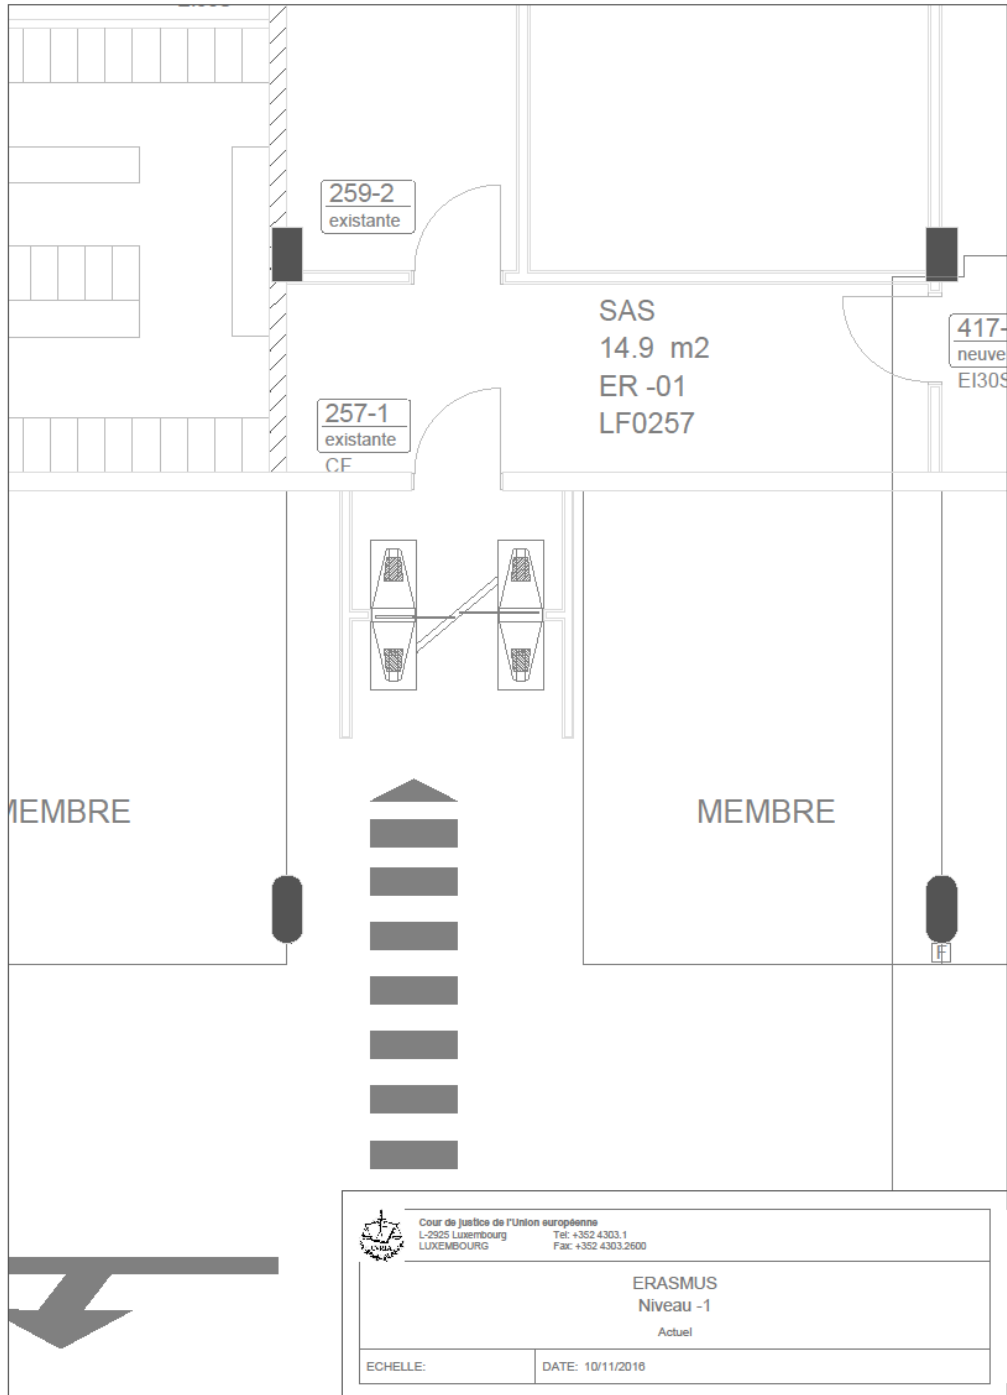 259-2
existante
SAS
14.9 m2
ER -01
LF0257
417-
neuve
EI30S
257-1
existante
CF
MEMBRE
MEMBRE
F
Cour de justice de l'Union européenne
L-2925 Luxembourg Tel: +352 4303.1
LUXEMBOURG Fax: +352 4303.2600
CVRIA
ERASMUS
Niveau -1
Actuel
ECHELLE: DATE: 10/11/2016